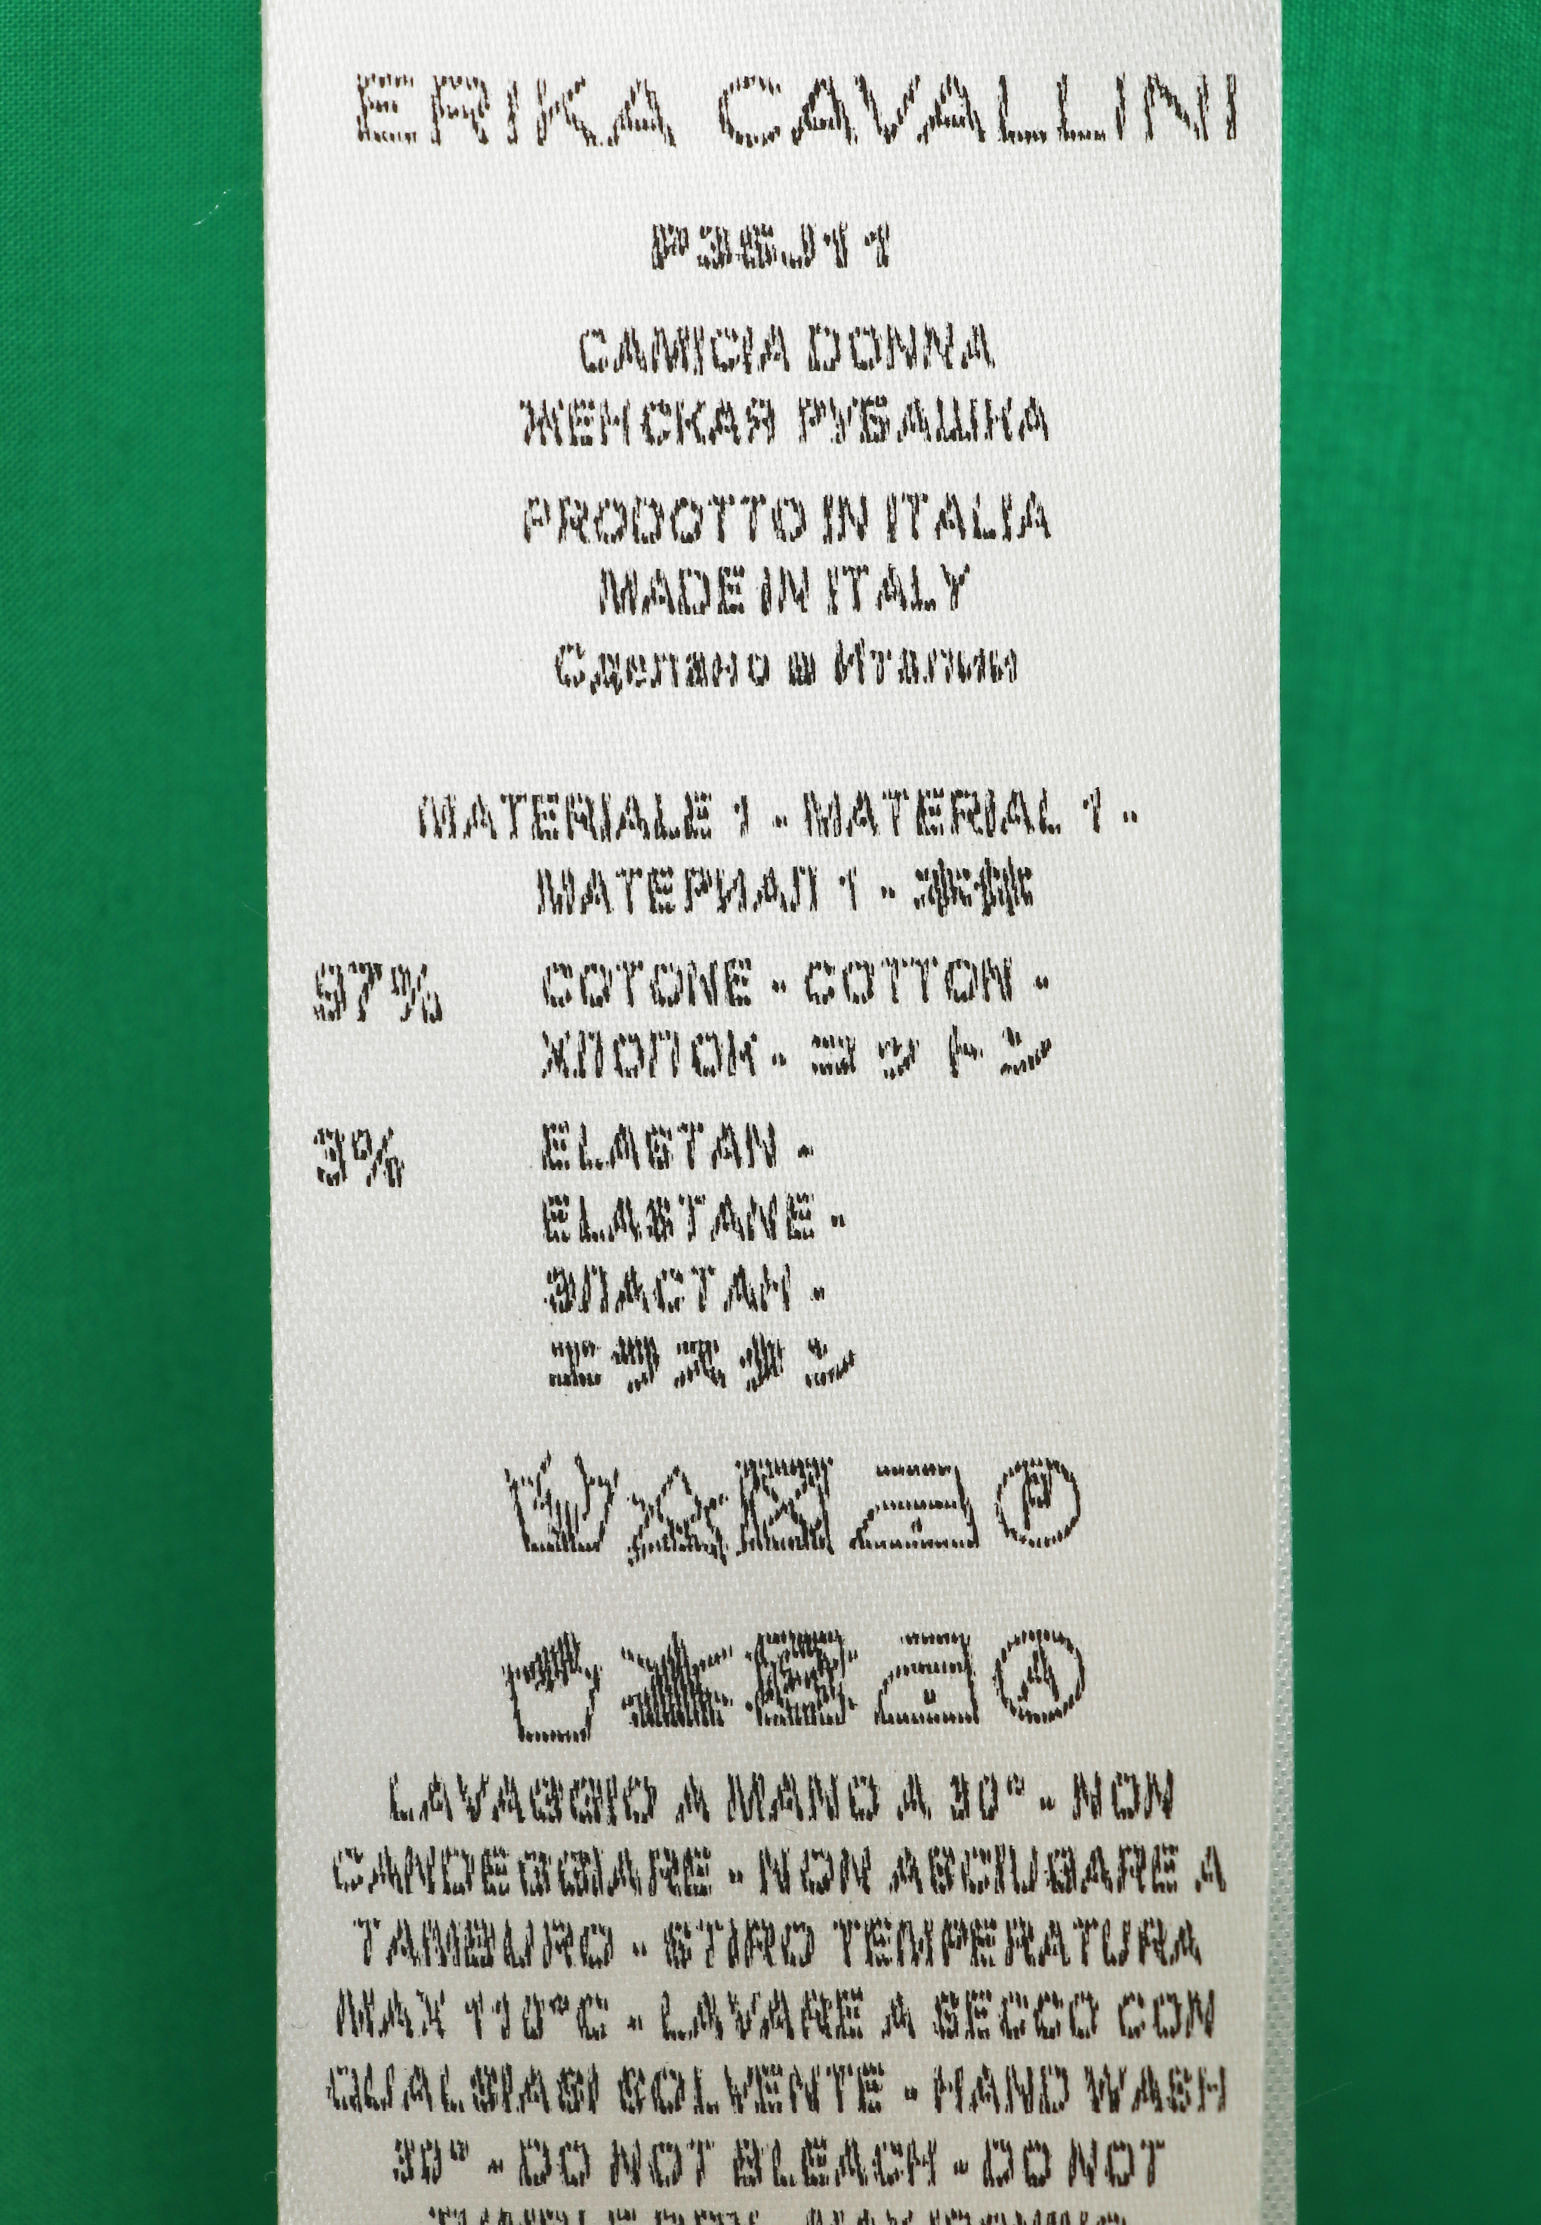 ERIKA CAVALLINI
P3SJ11
CAMICIA DONNA
ЖЕНСКАЯ РУБАШКА
PRODOTTO IN ITALIA
MADE IN ITALY
Сделано в Италии
MATERIALE 1 - MATERIAL 1 -
МАТЕРИАЛ 1 -
97% COTONE - COTTON -
ХЛОПОК - コットン
3% ELASTAN -
ELASTANE -
ЭЛАСТАН -
エラスタン
P
A
LAVAGGIO A MANO A 30° - NON
CANDEGGIARE - NON ASCIUGARE A
TAMBURO - STIRO TEMPERATURA
MAX 110°C - LAVARE A SECCO CON
QUALSIASI SOLVENTE - HAND WASH
30° - DO NOT BLEACH - DO NOT